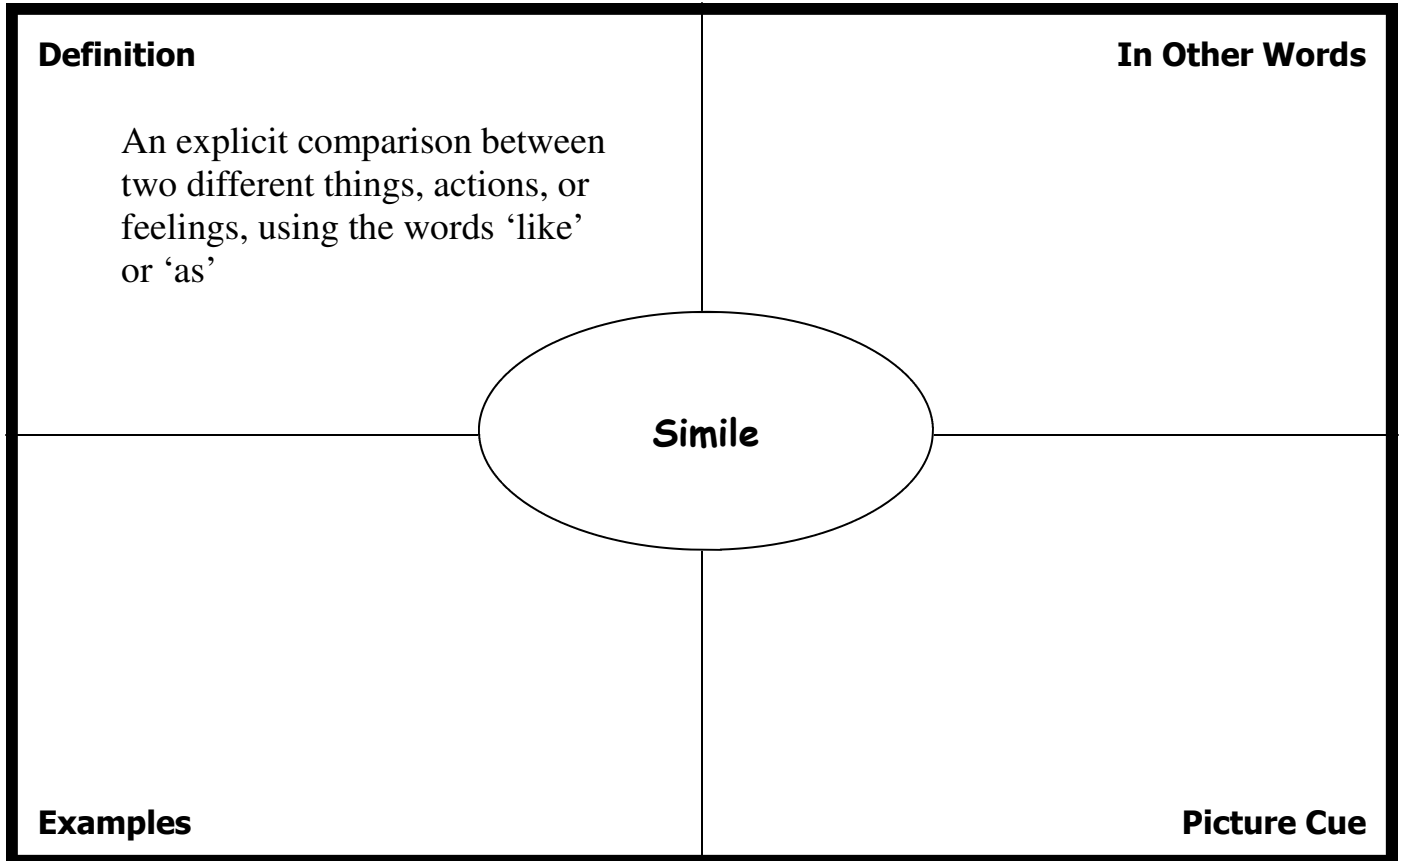 Definition
In Other Words
An explicit comparison between
two different things, actions, or
feelings, using the words ‘like’
or ‘as’
Simile
Examples
Picture Cue